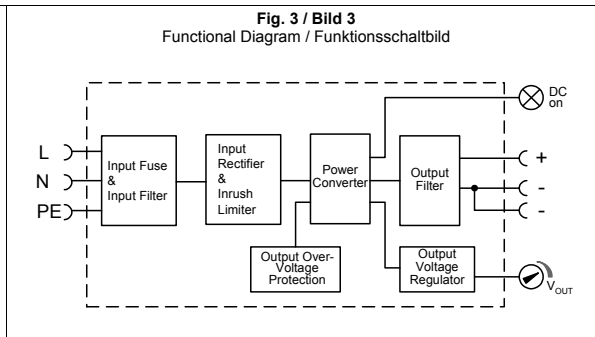 Fig. 3 / Bild 3
Functional Diagram / Funktionsschaltbild
DC
on
L
N
PE
Input Fuse
&
Input Filter
Input
Rectifier
&
Inrush
Limiter
Power
Converter
Output
Filter
+
-
-
Output Over-
Voltage
Protection
Output
Voltage
Regulator
VOUT